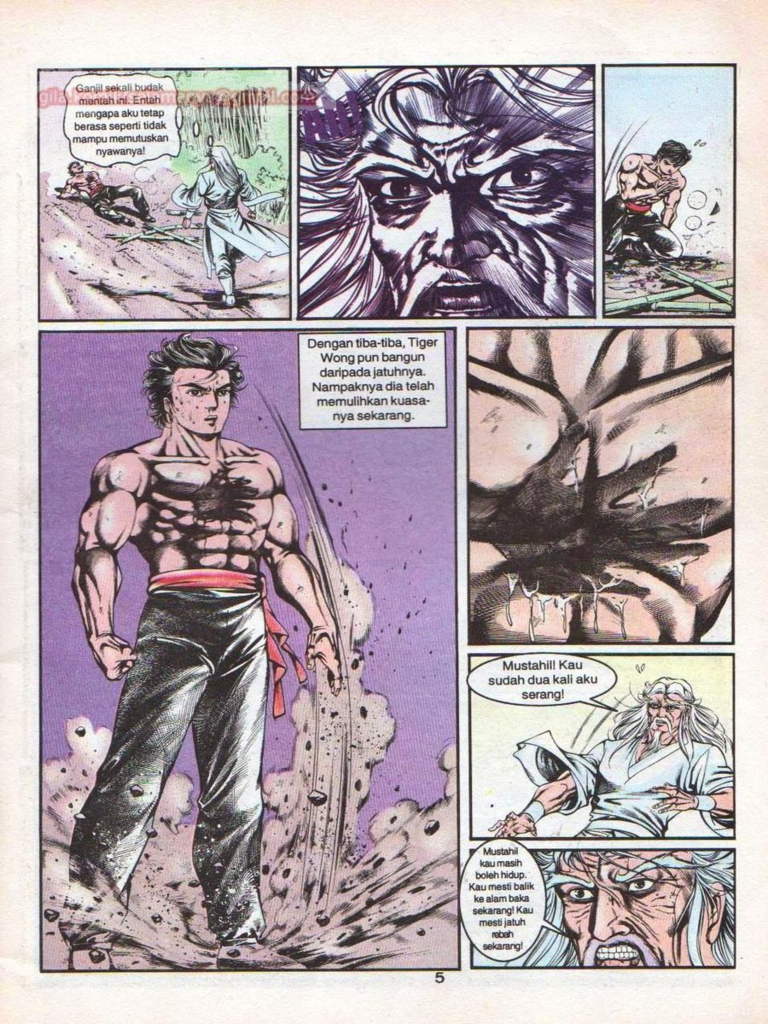 Ganjil sekali budak
mentah ini. Entah
mengapa aku tetap
berasa seperti tidak
mampu memutuskan
nyawanya!
Dengan tiba-tiba, Tiger
Wong pun bangun
daripada jatuhnya.
Nampaknya dia telah
memulihkan kuasa-
nya sekarang.
Mustahil! Kau
sudah dua kali aku
serang!
Mustahil
kau masih
boleh hidup.
Kau mesti balik
ke alam baka
sekarang! Kau
mesti jatuh
rebah
sekarang!
5